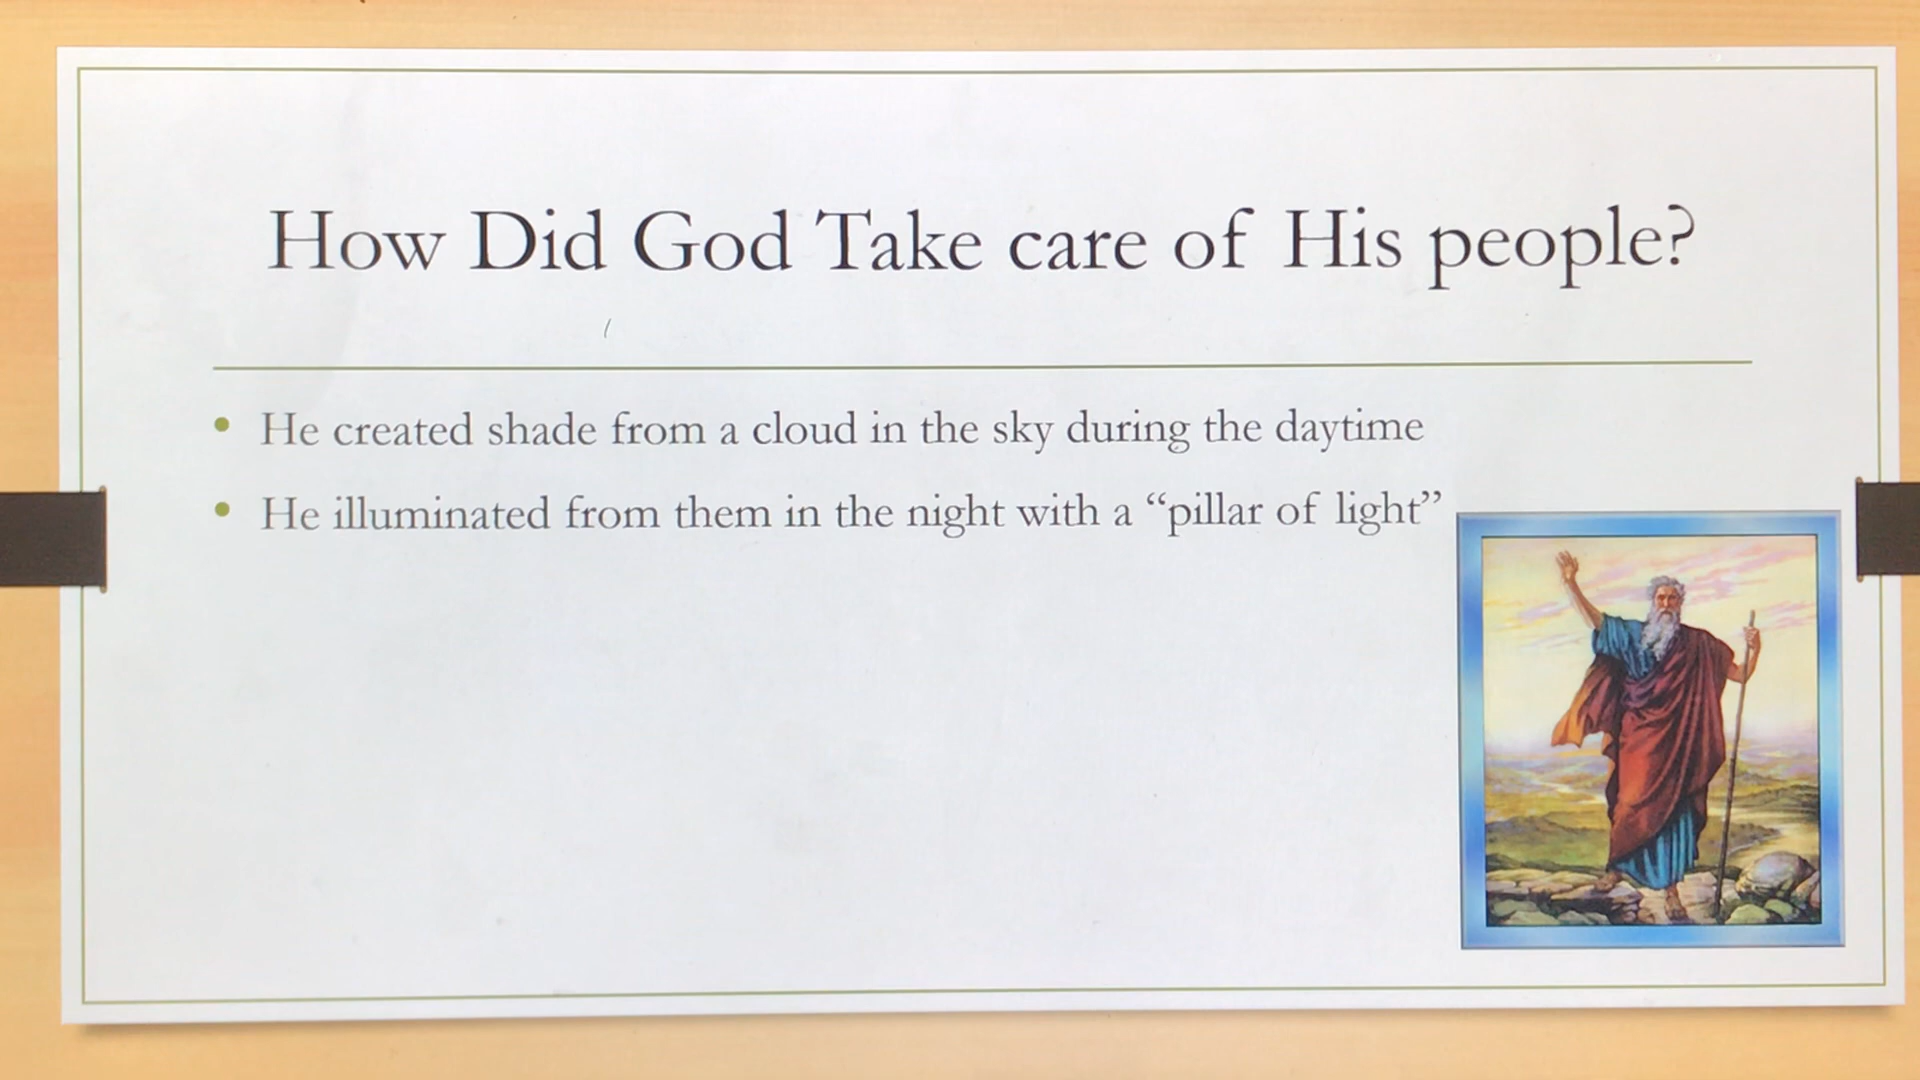 How Did God Take care of His people?
• He created shade from a cloud in the sky during the daytime
• He illuminated from them in the night with a “pillar of light”